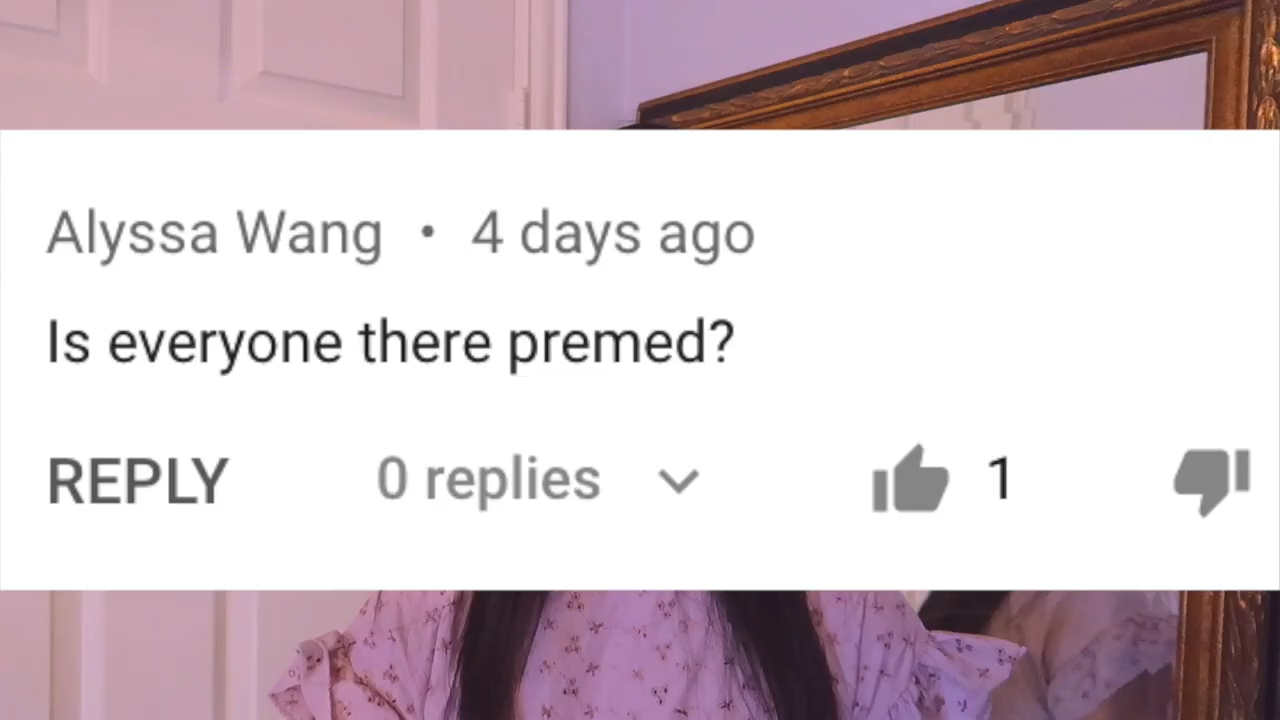 Alyssa Wang • 4 days ago
Is everyone there premed?
REPLY 0 replies 1